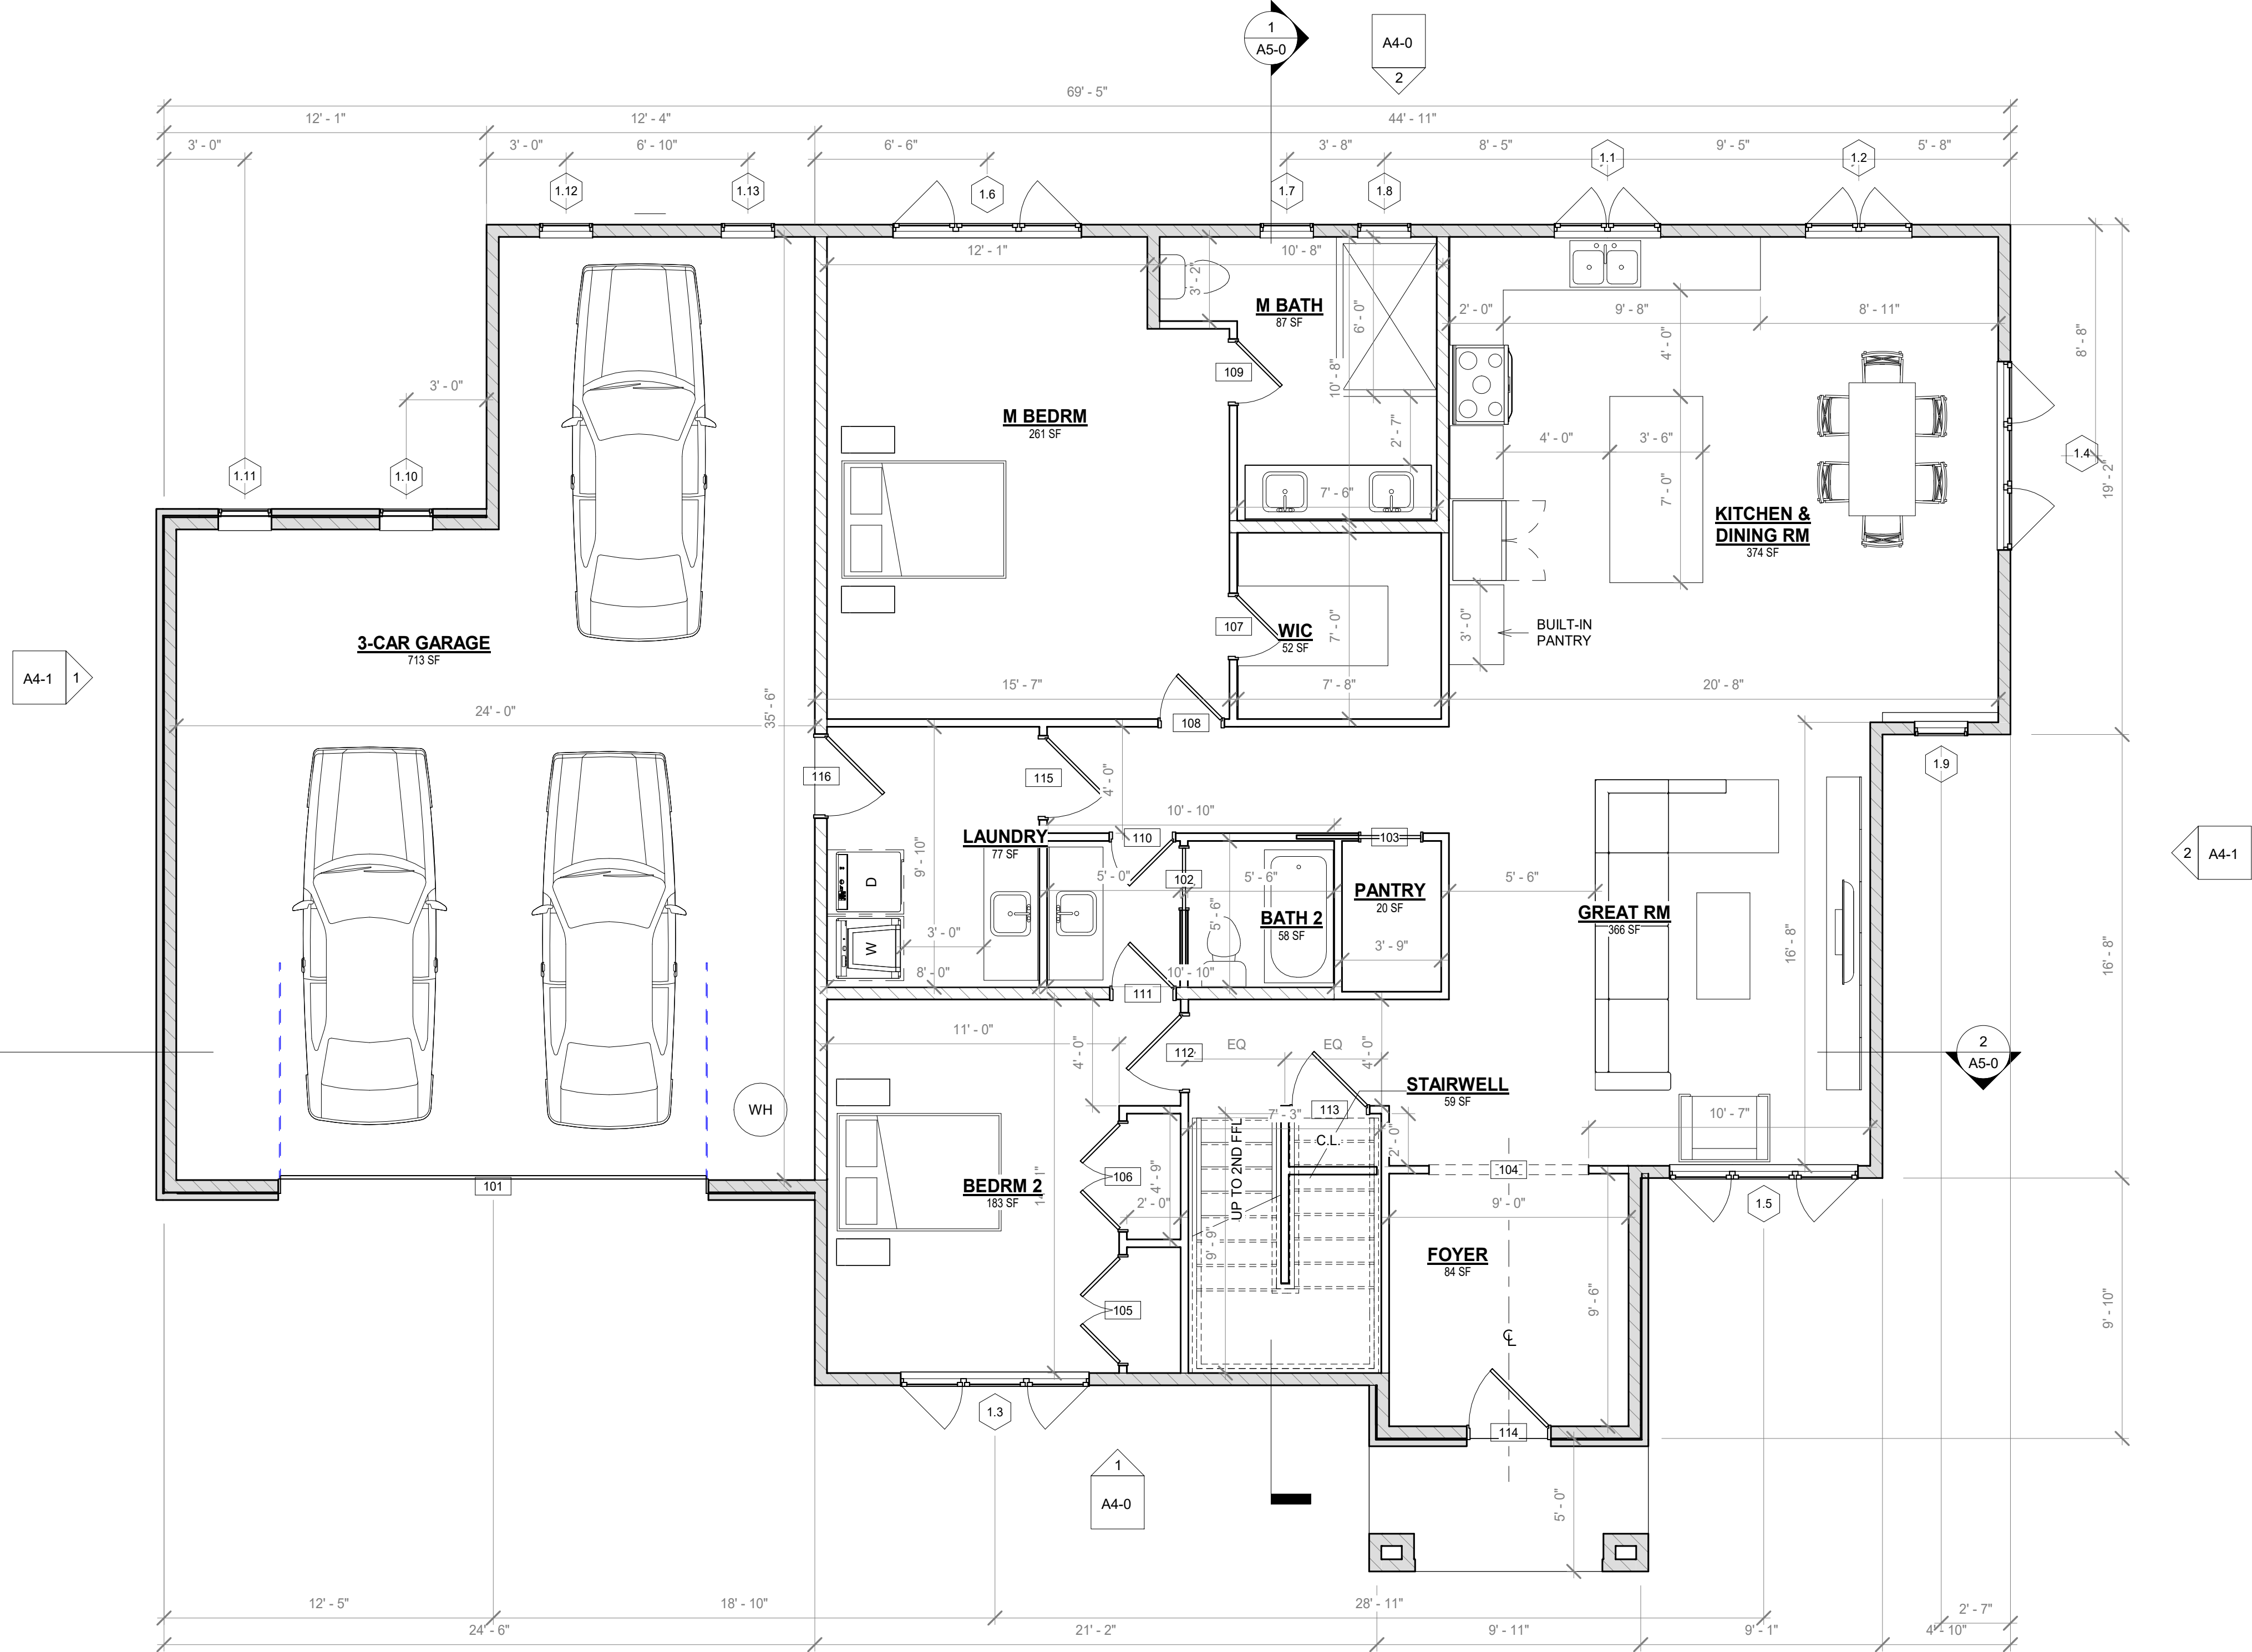 1
A5-0
A4-0
2
69' - 5"
12' - 1"
12' - 4"
44' - 11"
3' - 0"
3' - 0"
6' - 10"
6' - 6"
3' - 8"
8' - 5"
1.1
9' - 5"
1.2
5' - 8"
1.12
1.13
1.6
1.7
1.8
12' - 1"
10' - 8"
3' - 2"
M BATH
87 SF
6' - 0"
2' - 0"
9' - 8"
8' - 11"
4' - 0"
8' - 8"
10' - 8"
109
3' - 0"
M BEDRM
261 SF
2' - 7"
4' - 0"
3' - 6"
1.4
19' - 2"
1.11
1.10
7' - 6"
7' - 0"
KITCHEN &
DINING RM
374 SF
3-CAR GARAGE
713 SF
107
WIC
52 SF
7' - 0"
3' - 0"
BUILT-IN
PANTRY
A4-1
1
15' - 7"
7' - 8"
20' - 8"
24' - 0"
35' - 6"
108
116
115
4' - 0"
1.9
10' - 10"
LAUNDRY
77 SF
110
103
2
A4-1
9' - 10"
D
5' - 0"
102
5' - 6"
PANTRY
20 SF
5' - 6"
GREAT RM
366 SF
5' - 6"
BATH 2
58 SF
W
3' - 0"
3' - 9"
16' - 8"
16' - 8"
8' - 0"
10' - 10"
111
11' - 0"
4' - 0"
112
EQ
EQ
4' - 0"
2
A5-0
STAIRWELL
59 SF
WH
7' - 3"
113
C.L.
2' - 0"
10' - 7"
UP TO 2ND FFL
101
BEDRM 2
183 SF
106
4' - 9"
2' - 0"
104
9' - 0"
1.5
9' - 9"
FOYER
84 SF
105
9' - 6"
9' - 10"
CL
1.3
114
1
A4-0
5' - 0"
12' - 5"
18' - 10"
28' - 11"
2' - 7"
24' - 6"
21' - 2"
9' - 11"
9' - 1"
4' - 10"